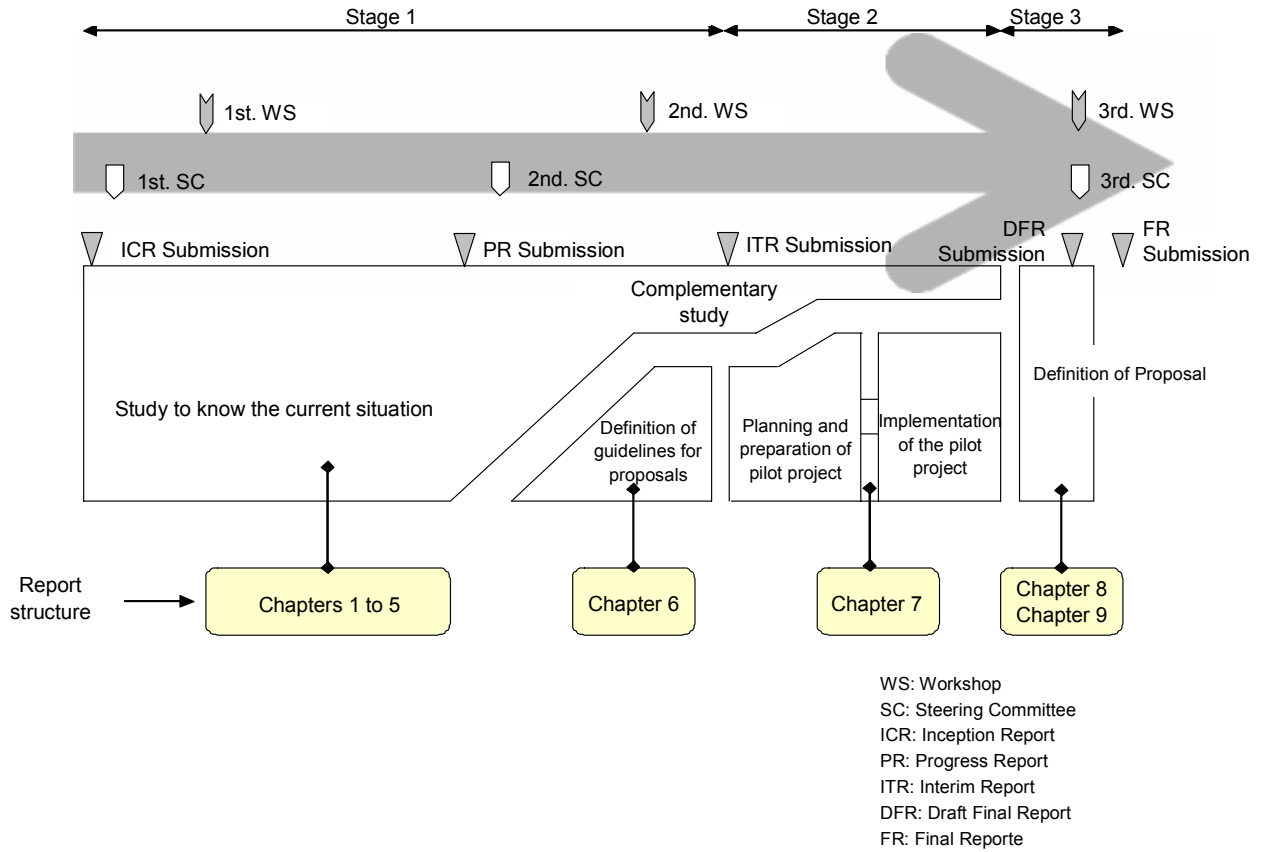 Stage 1
Stage 2
Stage 3
1st. WS
2nd. WS
3rd. WS
1st. SC
2nd. SC
3rd. SC
ICR Submission
PR Submission
ITR Submission
DFR
Submission
FR
Submission
Complementary
study
Study to know the current situation
Definition of
guidelines for
proposals
Planning and
preparation of
pilot project
Implementation
of the pilot
project
Definition of Proposal
Report
structure
Chapters 1 to 5
Chapter 6
Chapter 7
Chapter 8
Chapter 9
WS: Workshop
SC: Steering Committee
ICR: Inception Report
PR: Progress Report
ITR: Interim Report
DFR: Draft Final Report
FR: Final Reporte